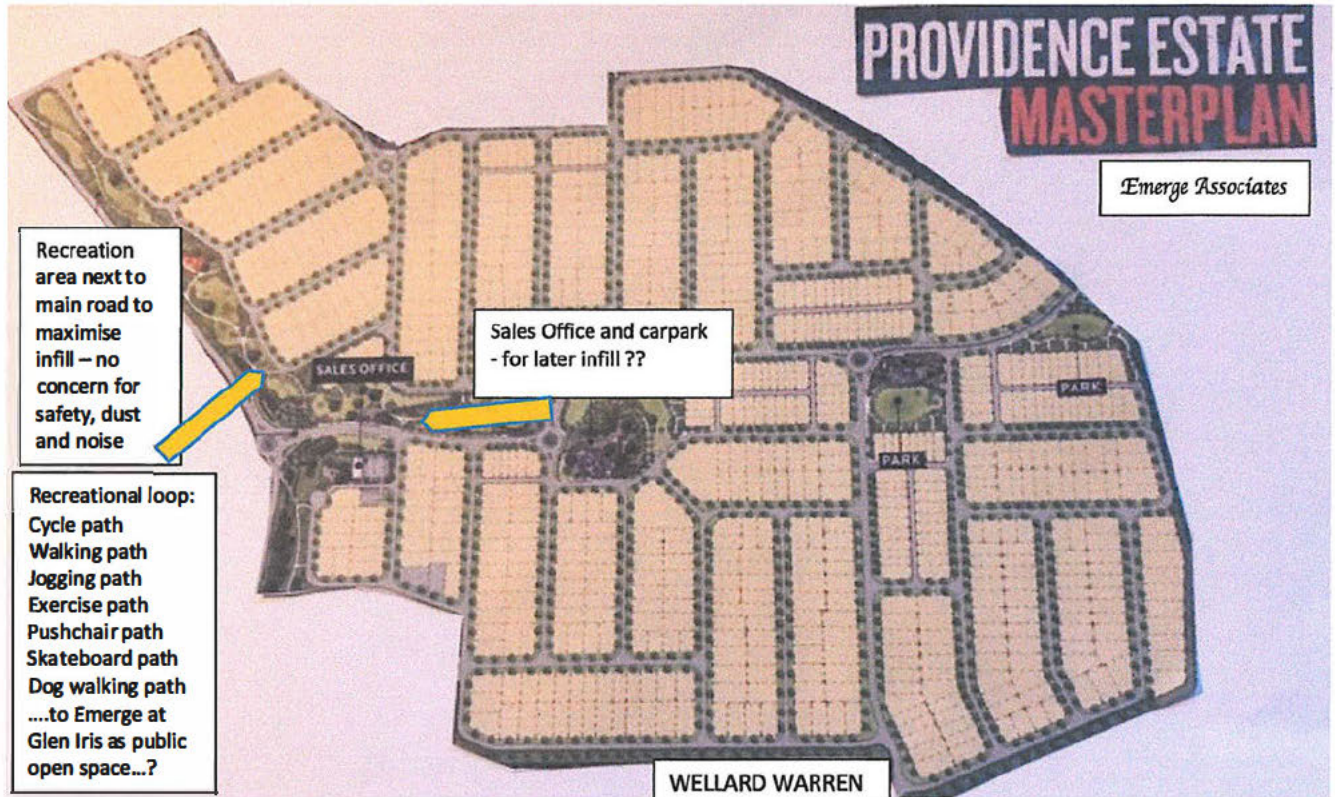 PROVIDENCE ESTATE
MASTERPLAN
Emerge Associates
Recreation
area next to
main road to
maximise
infill – no
concern for
safety, dust
and noise
Sales Office and carpark
- for later infill ??
SALES OFFICE
PARK
PARK
Recreational loop:
Cycle path
Walking path
Jogging path
Exercise path
Pushchair path
Skateboard path
Dog walking path
....to Emerge at
Glen Iris as public
open space...?
WELLARD WARREN